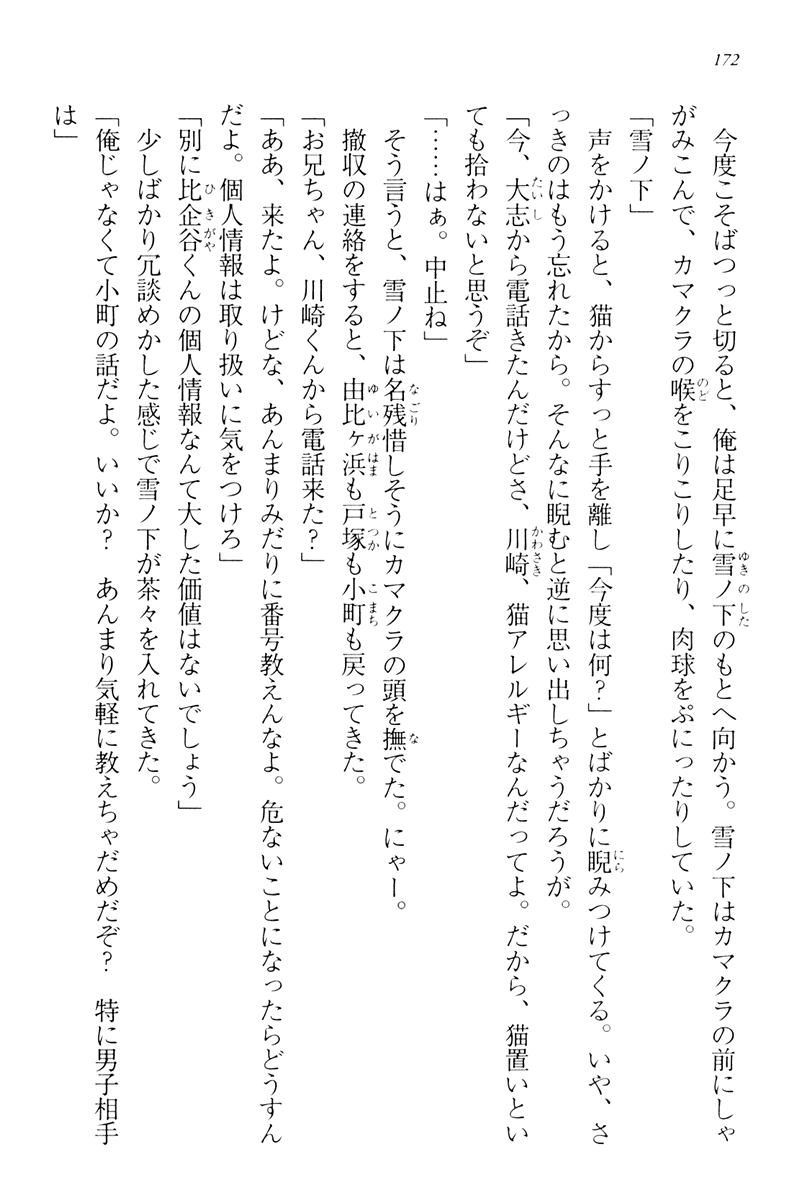 172
今度こそばつっと切ると、俺は足早に雪ノ下のもとへ向かう。雪ノ下はカマクラの前にしゃ
がみこんで、カマクラの喉をこりこりしたり、肉球をぷにったりしていた。
「雪ノ下」
声をかけると、猫からすっと手を離し「今度は何？」とばかりに睨みつけてくる。いや、さ
っきのはもう忘れたから。そんなに睨むと逆に思い出しちゃうだろうが。
「今、大志から電話きたんだけどさ、川崎、猫アレルギーなんだってよ。だから、猫置いとい
ても拾わないと思うぞ」
「……はぁ。中止ね」
そう言うと、雪ノ下は名残惜しそうにカマクラの頭を撫でた。にゃー。
撤収の連絡をすると、由比ヶ浜も戸塚も小町も戻ってきた。
「お兄ちゃん、川崎くんから電話来た？」
「ああ、来たよ。けどな、あんまりみだりに番号教えんなよ。危ないことになったらどうすん
だよ。個人情報は取り扱いに気をつけろ」
「別に比企谷くんの個人情報なんて大した価値はないでしょう」
少しばかり冗談めかした感じで雪ノ下が茶々を入れてきた。
「俺じゃなくて小町の話だよ。いいか？　あんまり気軽に教えちゃだめだぞ？　特に男子相手
は」